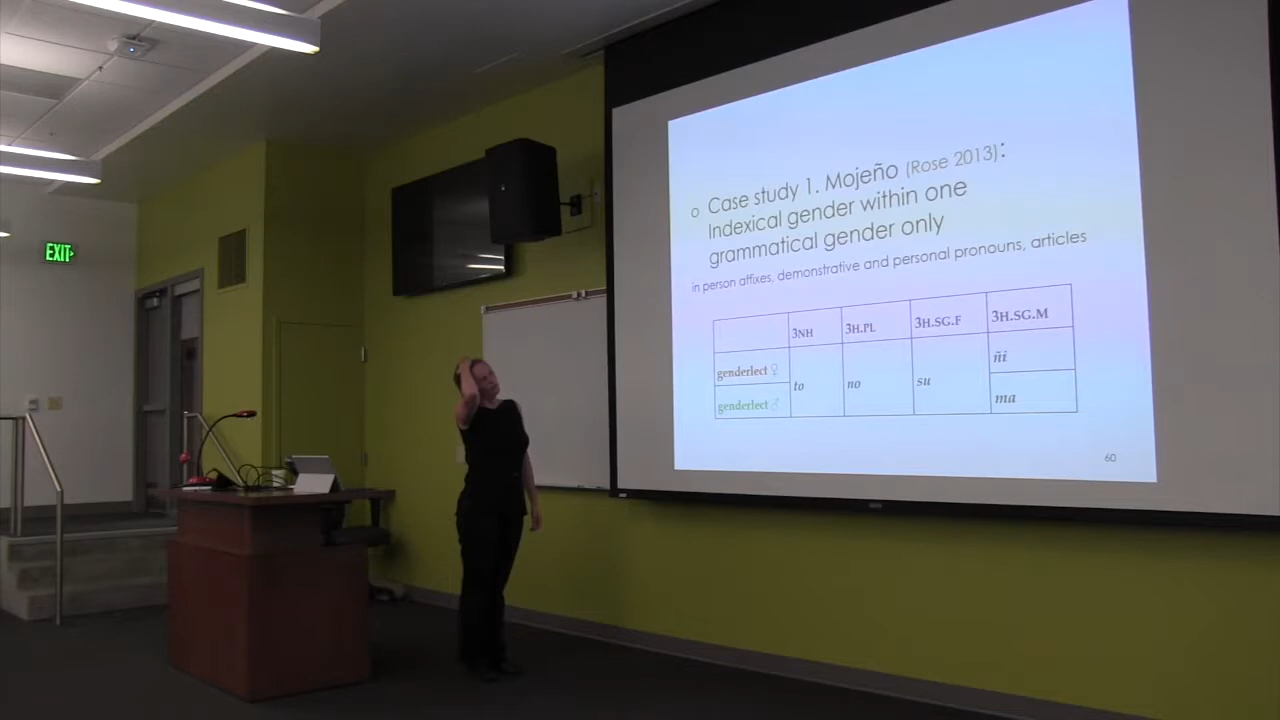 EXIT
o Case study 1. Mojeño (Rose 2013):
Indexical gender within one
grammatical gender only
in person affixes, demonstrative and personal pronouns, articles
3NH 3H.PL 3H.SG.F 3H.SG.M
genderlect ♀ to no su ñi
genderlect ♂ ma
60